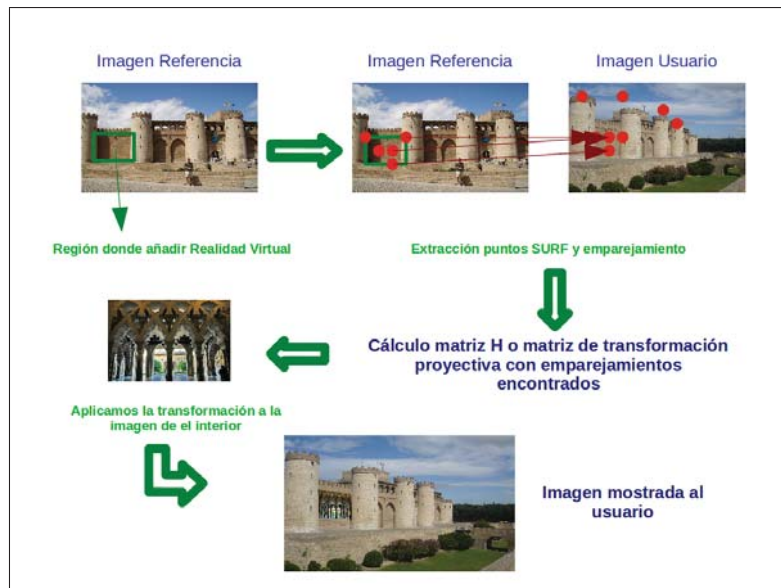 Imagen Referencia
Imagen Referencia
Imagen Usuario
Región donde añadir Realidad Virtual
Extracción puntos SURF y emparejamiento
Cálculo matriz H o matriz de transformación
proyectiva con emparejamientos
encontrados
Aplicamos la transformación a la
imagen de el interior
Imagen mostrada al
usuario